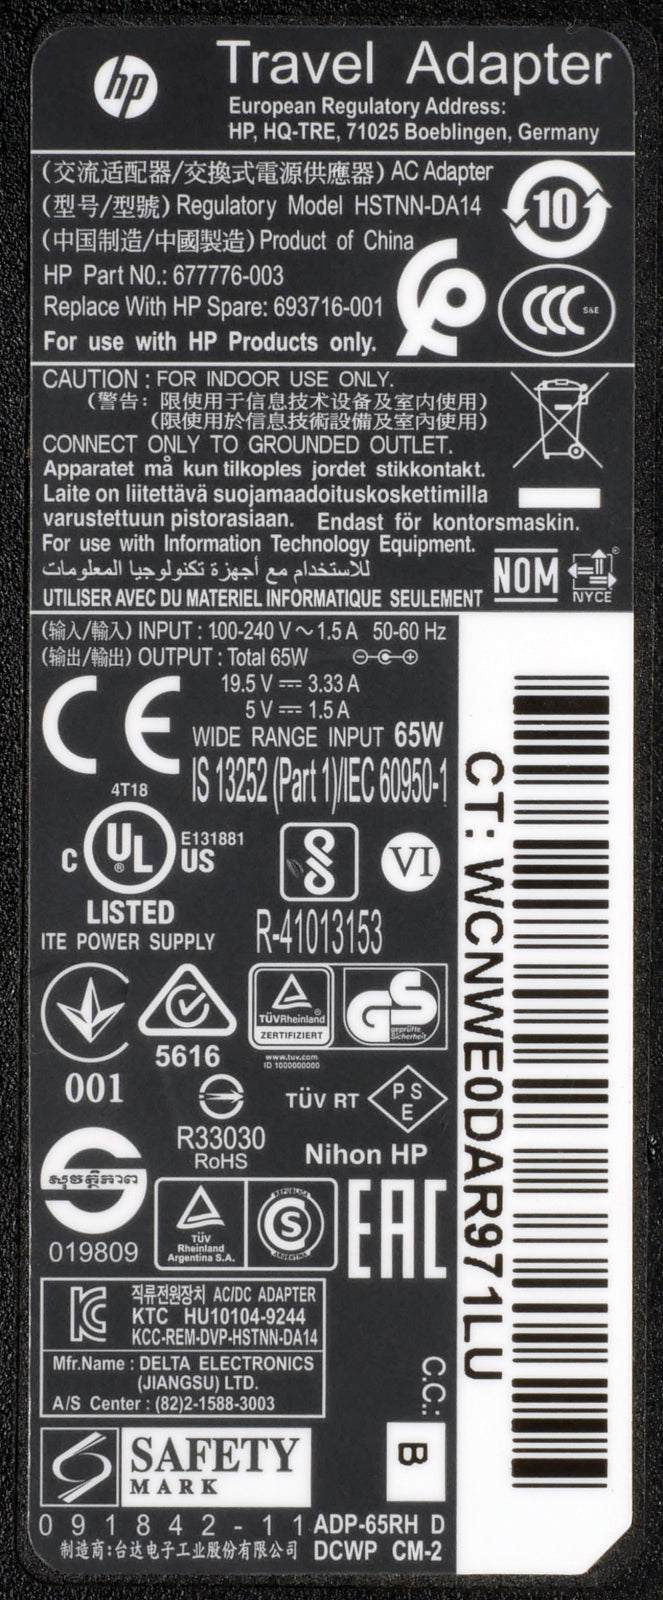 hp
Travel Adapter
European Regulatory Address:
HP, HQ-TRE, 71025 Boeblingen, Germany
(交流适配器/交換式電源供應器) AC Adapter
(型号/型號) Regulatory Model HSTNN-DA14
(中国制造/中國製造) Product of China
HP Part N0.: 677776-003
Replace With HP Spare: 693716-001
For use with HP Products only.
10
CCC S&E
CAUTION : FOR INDOOR USE ONLY.
(警告: 限使用于信息技术设备及室内使用)
(限使用於信息技術設備及室內使用)
CONNECT ONLY TO GROUNDED OUTLET.
Apparatet må kun tilkoples jordet stikkontakt.
Laite on liitettävä suojamaadoituskoskettimilla
varustettuun pistorasiaan. Endast för kontorsmaskin.
For use with Information Technology Equipment.
للاستخدام مع أجهزة تكنولوجيا المعلومات
UTILISER AVEC DU MATERIEL INFORMATIQUE SEULEMENT
NOM
NYCE
(输入/輸入) INPUT : 100-240 V ~ 1.5 A 50-60 Hz
(输出/輸出) OUTPUT : Total 65W
19.5 V ⎓ 3.33 A
5 V ⎓ 1.5 A
WIDE RANGE INPUT 65W
IS 13252 (Part 1)/IEC 60950-1
CE
4T18
C UL US
®
E131881
LISTED
ITE POWER SUPPLY
VI
R-41013153
001
5616
TÜVRheinland®
ZERTIFIZIERT
www.tuv.com
ID 1000000000
GS
geprüfte
Sicherheit
R33030
RoHS
TÜV RT
PS
E
Nihon HP
សុវត្ថិភាព
019809
TÜV
Rheinland
Argentina S.A.
REPUBLICA
S
ARGENTINA
EAC
직류전원장치 AC/DC ADAPTER
KTC HU10104-9244
KCC-REM-DVP-HSTNN-DA14
Mfr.Name : DELTA ELECTRONICS
(JIANGSU) LTD.
A/S Center : (82)2-1588-3003
SAFETY
MARK
091842-11
制造商:台达电子工业股份有限公司
ADP-65RH D
DCWP CM-2
C.C.:
B
CT: WCNWE0DAR971LU